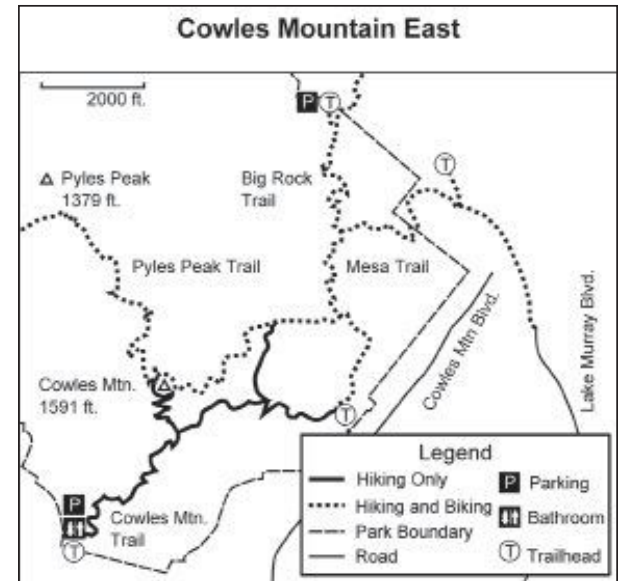 Cowles Mountain East
2000 ft.
P
T
T
Pyles Peak
1379 ft.
Big Rock
Trail
Pyles Peak Trail
Mesa Trail
Cowles Mtn Blvd.
Lake Murray Blvd.
Cowles Mtn.
1591 ft.
T
P
Cowles Mtn.
Trail
T
Legend
Hiking Only
Hiking and Biking
Park Boundary
Road
P Parking
Bathroom
T Trailhead